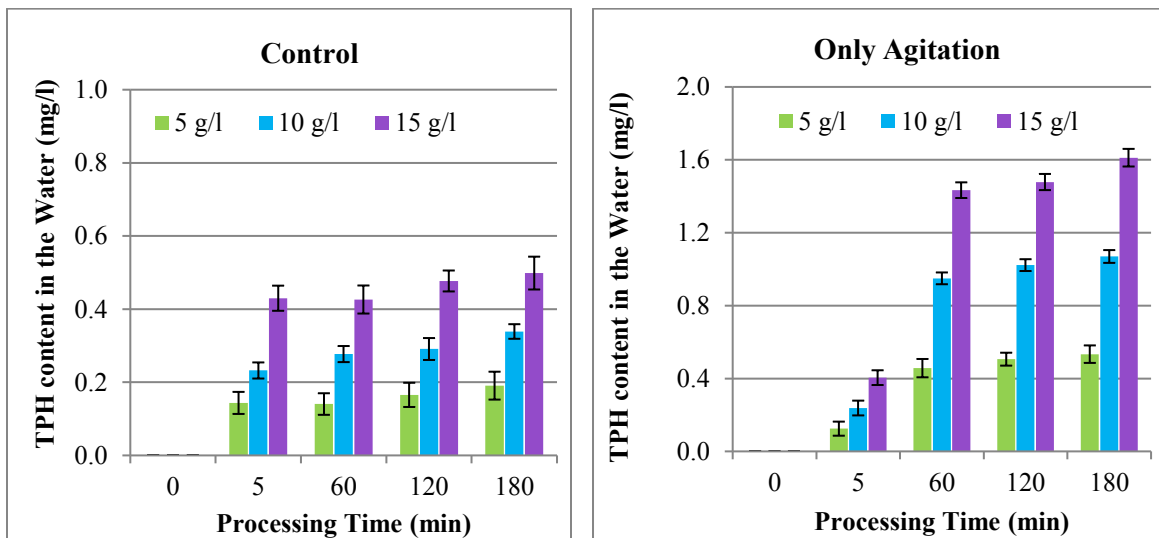 Control
TPH content in the Water (mg/l)
1.0
0.8
0.6
0.4
0.2
0.0
5 g/l 10 g/l 15 g/l
0 5 60 120 180
Processing Time (min)
Only Agitation
TPH content in the Water (mg/l)
2.0
1.6
1.2
0.8
0.4
0.0
5 g/l 10 g/l 15 g/l
0 5 60 120 180
Processing Time (min)